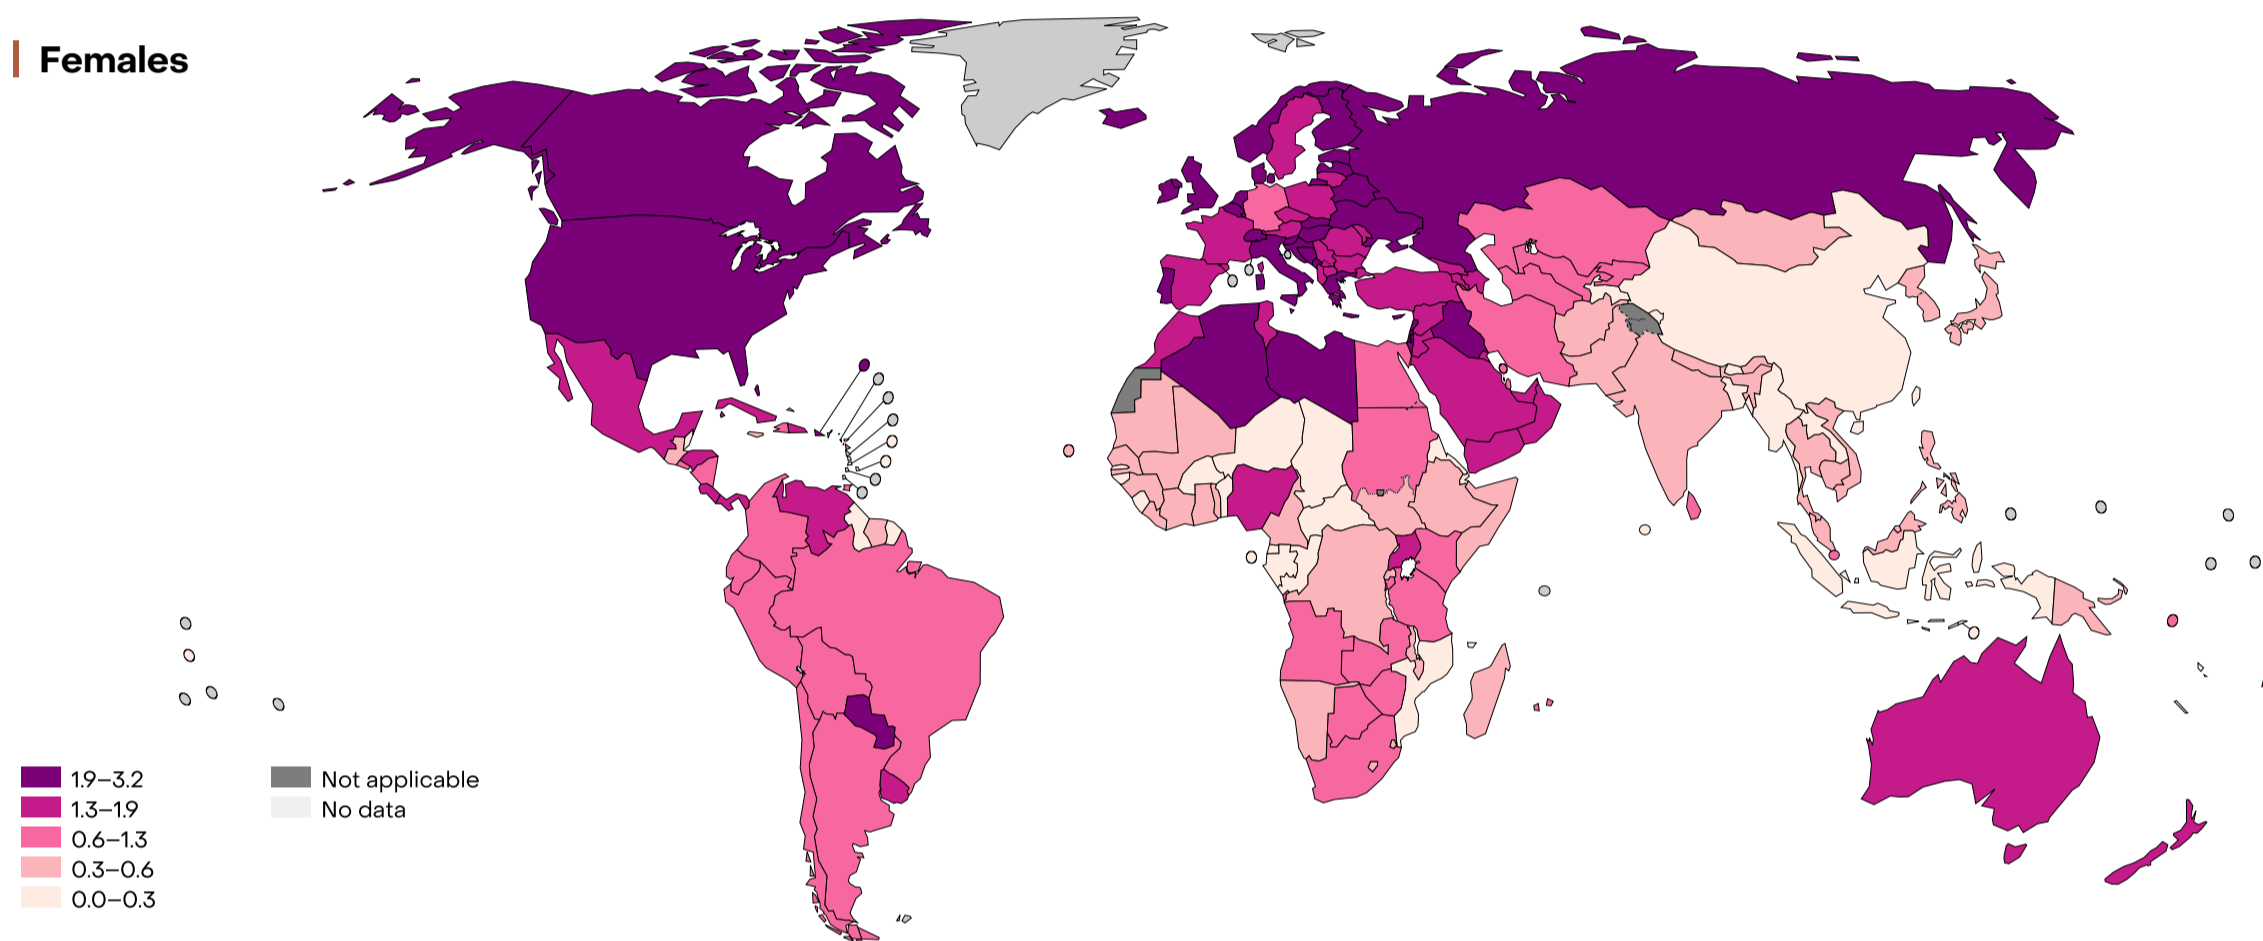 Females
1.9–3.2
1.3–1.9
0.6–1.3
0.3–0.6
0.0–0.3
Not applicable
No data